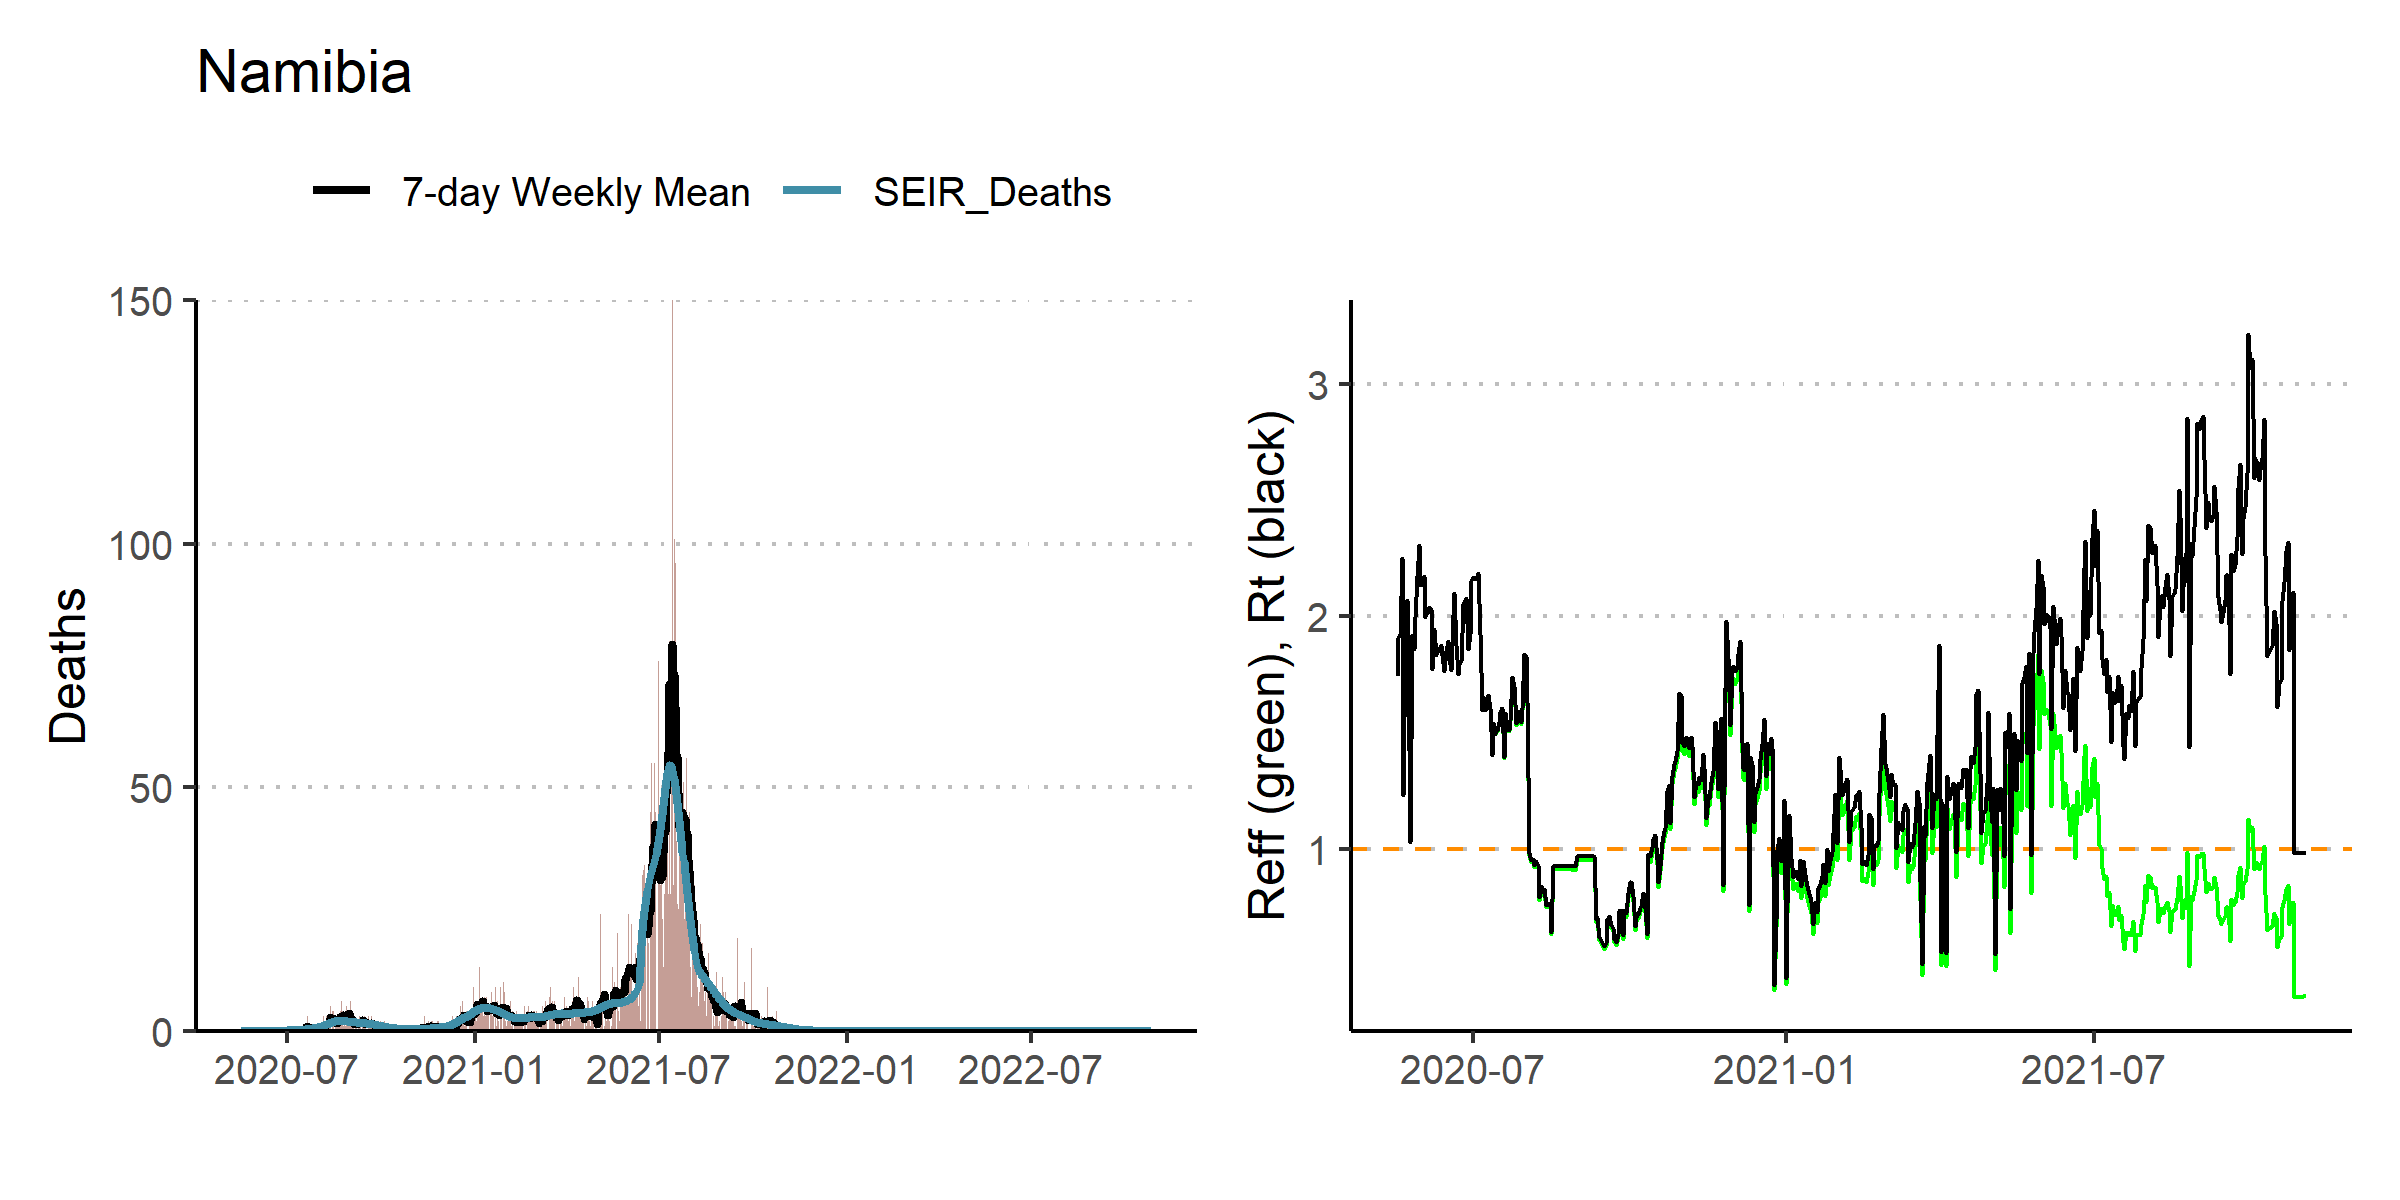 Namibia
7-day Weekly Mean SEIR_Deaths
Deaths
150
100
50
0
2020-07 2021-01 2021-07 2022-01 2022-07
Reff (green), Rt (black)
3
2
1
2020-07 2021-01 2021-07